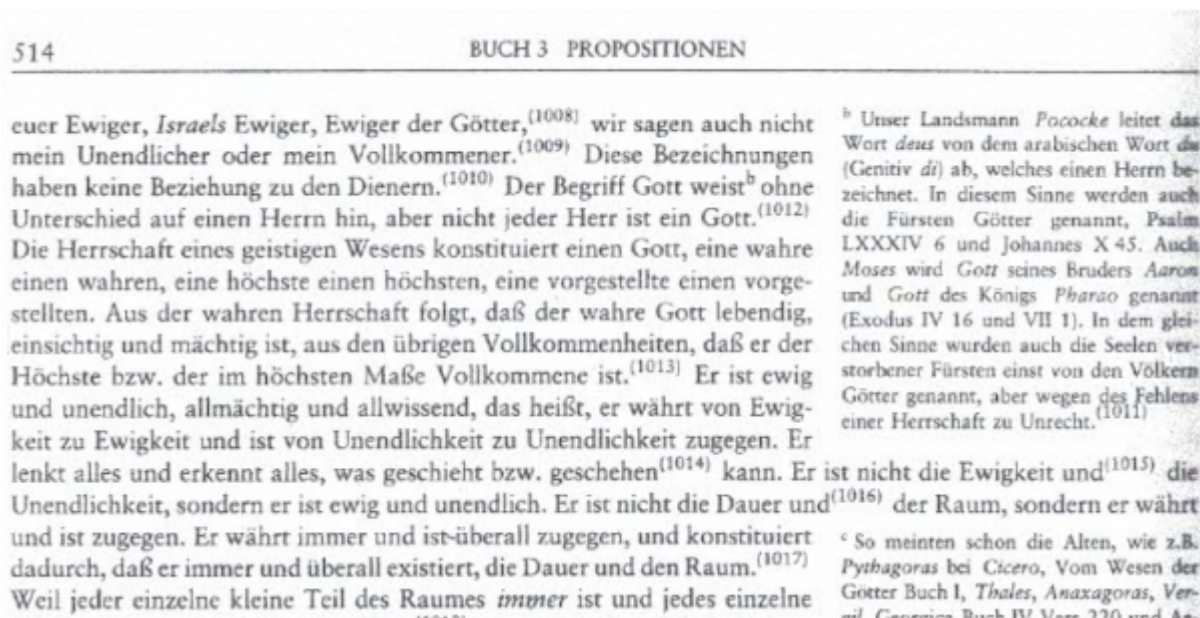 514
BUCH 3 PROPOSITIONEN
euer Ewiger, Israels Ewiger, Ewiger der Götter,(1008) wir sagen auch nicht
mein Unendlicher oder mein Vollkommener.(1009) Diese Bezeichnungen
haben keine Beziehung zu den Dienern.(1010) Der Begriff Gott weistb ohne
Unterschied auf einen Herrn hin, aber nicht jeder Herr ist ein Gott.(1012)
Die Herrschaft eines geistigen Wesens konstituiert einen Gott, eine wahre
einen wahren, eine höchste einen höchsten, eine vorgestellte einen vorge-
stellten. Aus der wahren Herrschaft folgt, daß der wahre Gott lebendig,
einsichtig und mächtig ist, aus den übrigen Vollkommenheiten, daß er der
Höchste bzw. der im höchsten Maße Vollkommene ist.(1013) Er ist ewig
und unendlich, allmächtig und allwissend, das heißt, er währt von Ewig-
keit zu Ewigkeit und ist von Unendlichkeit zu Unendlichkeit zugegen. Er
b Unser Landsmann Pococke leitet das
Wort deus von dem arabischen Wort du
(Genitiv di) ab, welches einen Herrn be-
zeichnet. In diesem Sinne werden auch
die Fürsten Götter genannt, Psalm
LXXXIV 6 und Johannes X 45. Auch
Moses wird Gott seines Bruders Aaron
und Gott des Königs Pharao genannt
(Exodus IV 16 und VII 1). In dem glei-
chen Sinne wurden auch die Seelen ver-
storbener Fürsten einst von den Völkern
Götter genannt, aber wegen des Fehlens
einer Herrschaft zu Unrecht.(1011)
lenkt alles und erkennt alles, was geschieht bzw. geschehen(1014) kann. Er ist nicht die Ewigkeit und(1015) die
Unendlichkeit, sondern er ist ewig und unendlich. Er ist nicht die Dauer und(1016) der Raum, sondern er währt
und ist zugegen. Er währt immer und ist überall zugegen, und konstituiert
dadurch, daß er immer und überall existiert, die Dauer und den Raum.(1017)
Weil jeder einzelne kleine Teil des Raumes immer ist und jedes einzelne
c So meinten schon die Alten, wie z.B.
Pythagoras bei Cicero, Vom Wesen der
Götter Buch I, Thales, Anaxagoras, Ver-
gil, Georgica Buch IV Vers 220 und